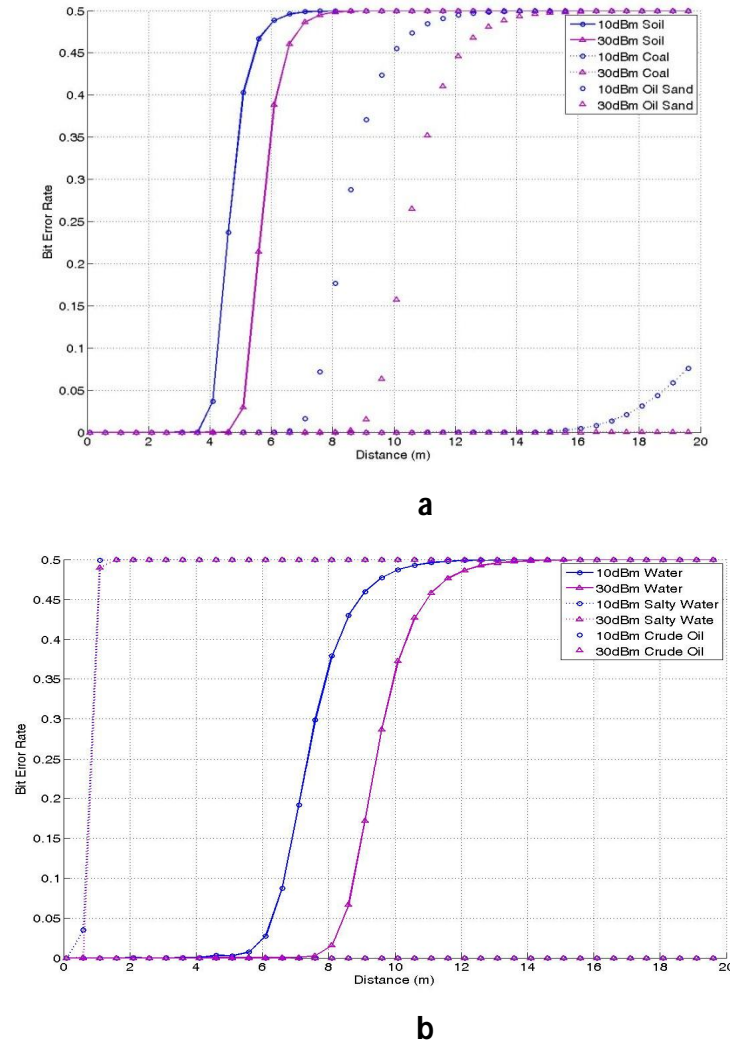 0.5
0.45
0.4
0.35
0.3
0.25
0.2
0.15
0.1
0.05
0
Bit Error Rate
10dBm Soil
30dBm Soil
10dBm Coal
30dBm Coal
10dBm Oil Sand
30dBm Oil Sand
0 2 4 6 8 10 12 14 16 18 20
Distance (m)
a
0.5
0.45
0.4
0.35
0.3
0.25
0.2
0.15
0.1
0.05
0
Bit Error Rate
10dBm Water
30dBm Water
10dBm Salty Water
30dBm Salty Wate
10dBm Crude Oil
30dBm Crude Oil
0 2 4 6 8 10 12 14 16 18 20
Distance (m)
b